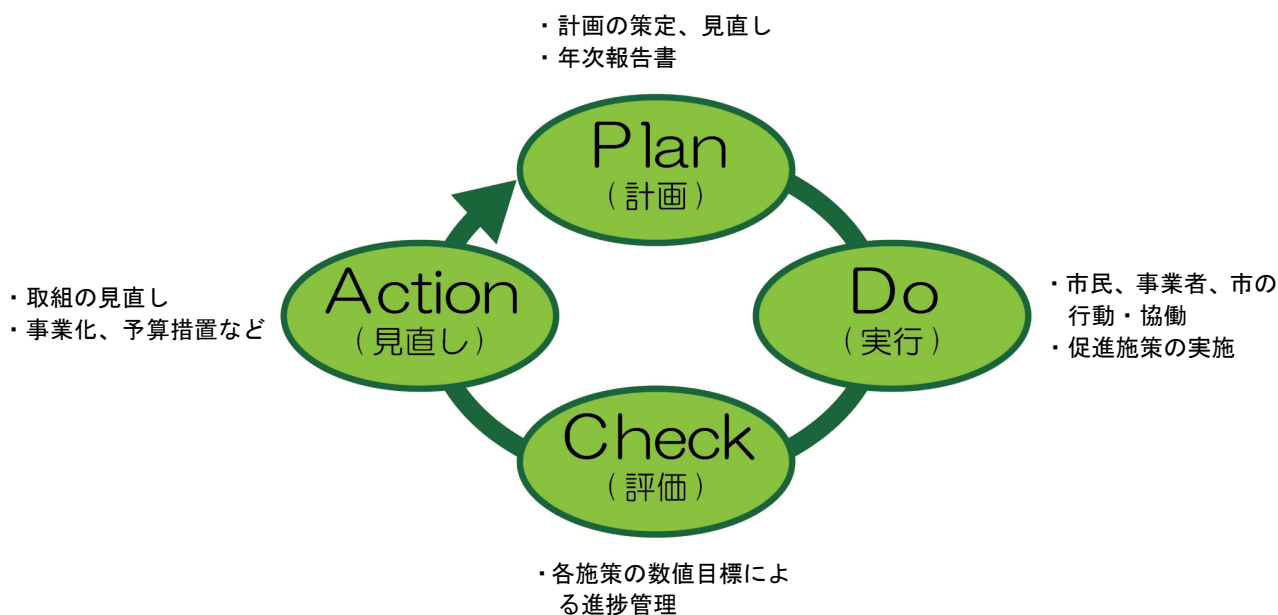 ・計画の策定、見直し
・年次報告書
Plan
（計画）
Action
（見直し）
・取組の見直し
・事業化、予算措置など
Do
（実行）
・市民、事業者、市の
行動・協働
・促進施策の実施
Check
（評価）
・各施策の数値目標によ
る進捗管理